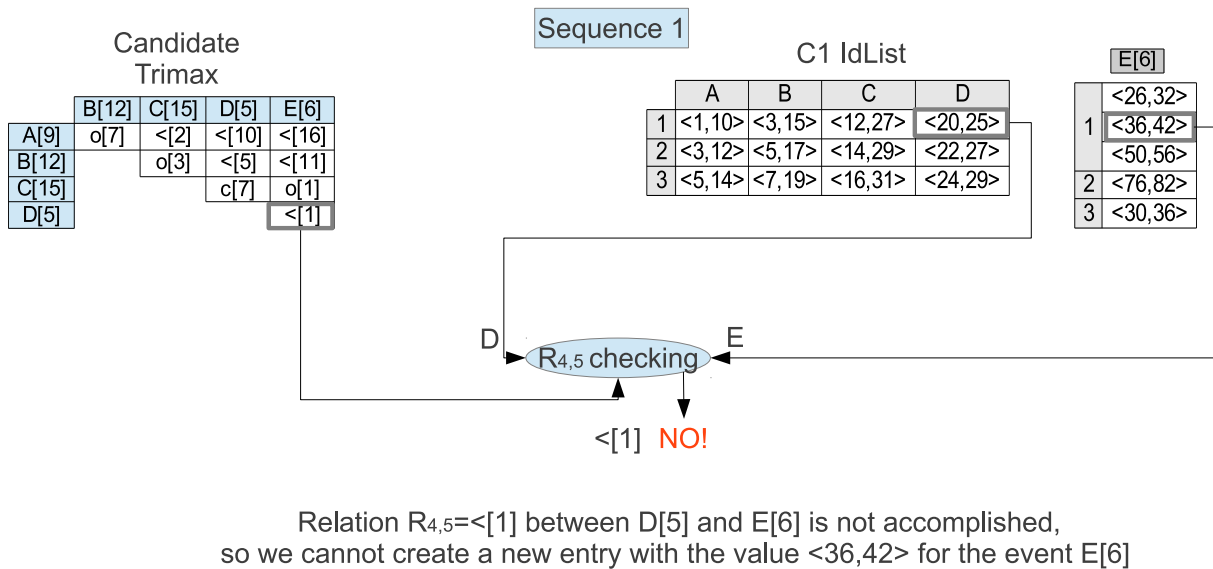 Sequence 1
Candidate
Trimax
B[12] C[15] D[5] E[6]
A[9] o[7] <[2] <[10] <[16]
B[12] o[3] <[5] <[11]
C[15] c[7] o[1]
D[5] <[1]
C1 IdList
A B C D
1 <1,10> <3,15> <12,27> <20,25>
2 <3,12> <5,17> <14,29> <22,27>
3 <5,14> <7,19> <16,31> <24,29>
E[6]
<26,32>
1 <36,42>
<50,56>
2 <76,82>
3 <30,36>
D E
R4,5 checking
<[1] NO!
Relation R4,5=<[1] between D[5] and E[6] is not accomplished,
so we cannot create a new entry with the value <36,42> for the event E[6]